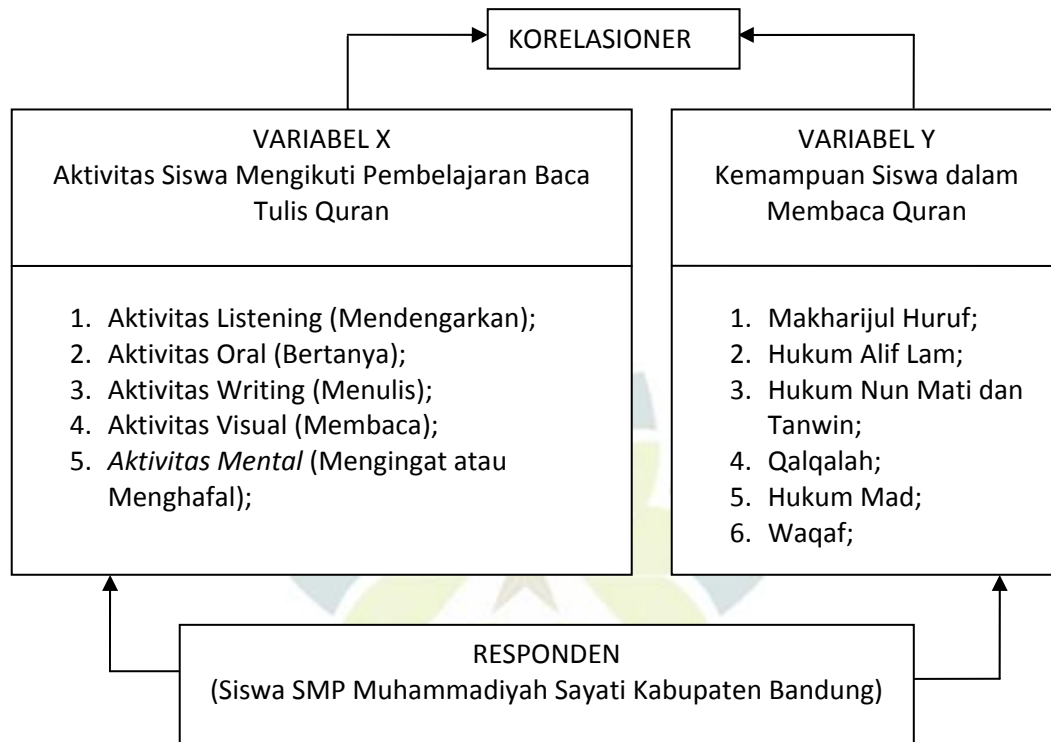 KORELASIONER
VARIABEL X
Aktivitas Siswa Mengikuti Pembelajaran Baca
Tulis Quran
1. Aktivitas Listening (Mendengarkan);
2. Aktivitas Oral (Bertanya);
3. Aktivitas Writing (Menulis);
4. Aktivitas Visual (Membaca);
5. Aktivitas Mental (Mengingat atau
Menghafal);
VARIABEL Y
Kemampuan Siswa dalam
Membaca Quran
1. Makharijul Huruf;
2. Hukum Alif Lam;
3. Hukum Nun Mati dan
Tanwin;
4. Qalqalah;
5. Hukum Mad;
6. Waqaf;
RESPONDEN
(Siswa SMP Muhammadiyah Sayati Kabupaten Bandung)